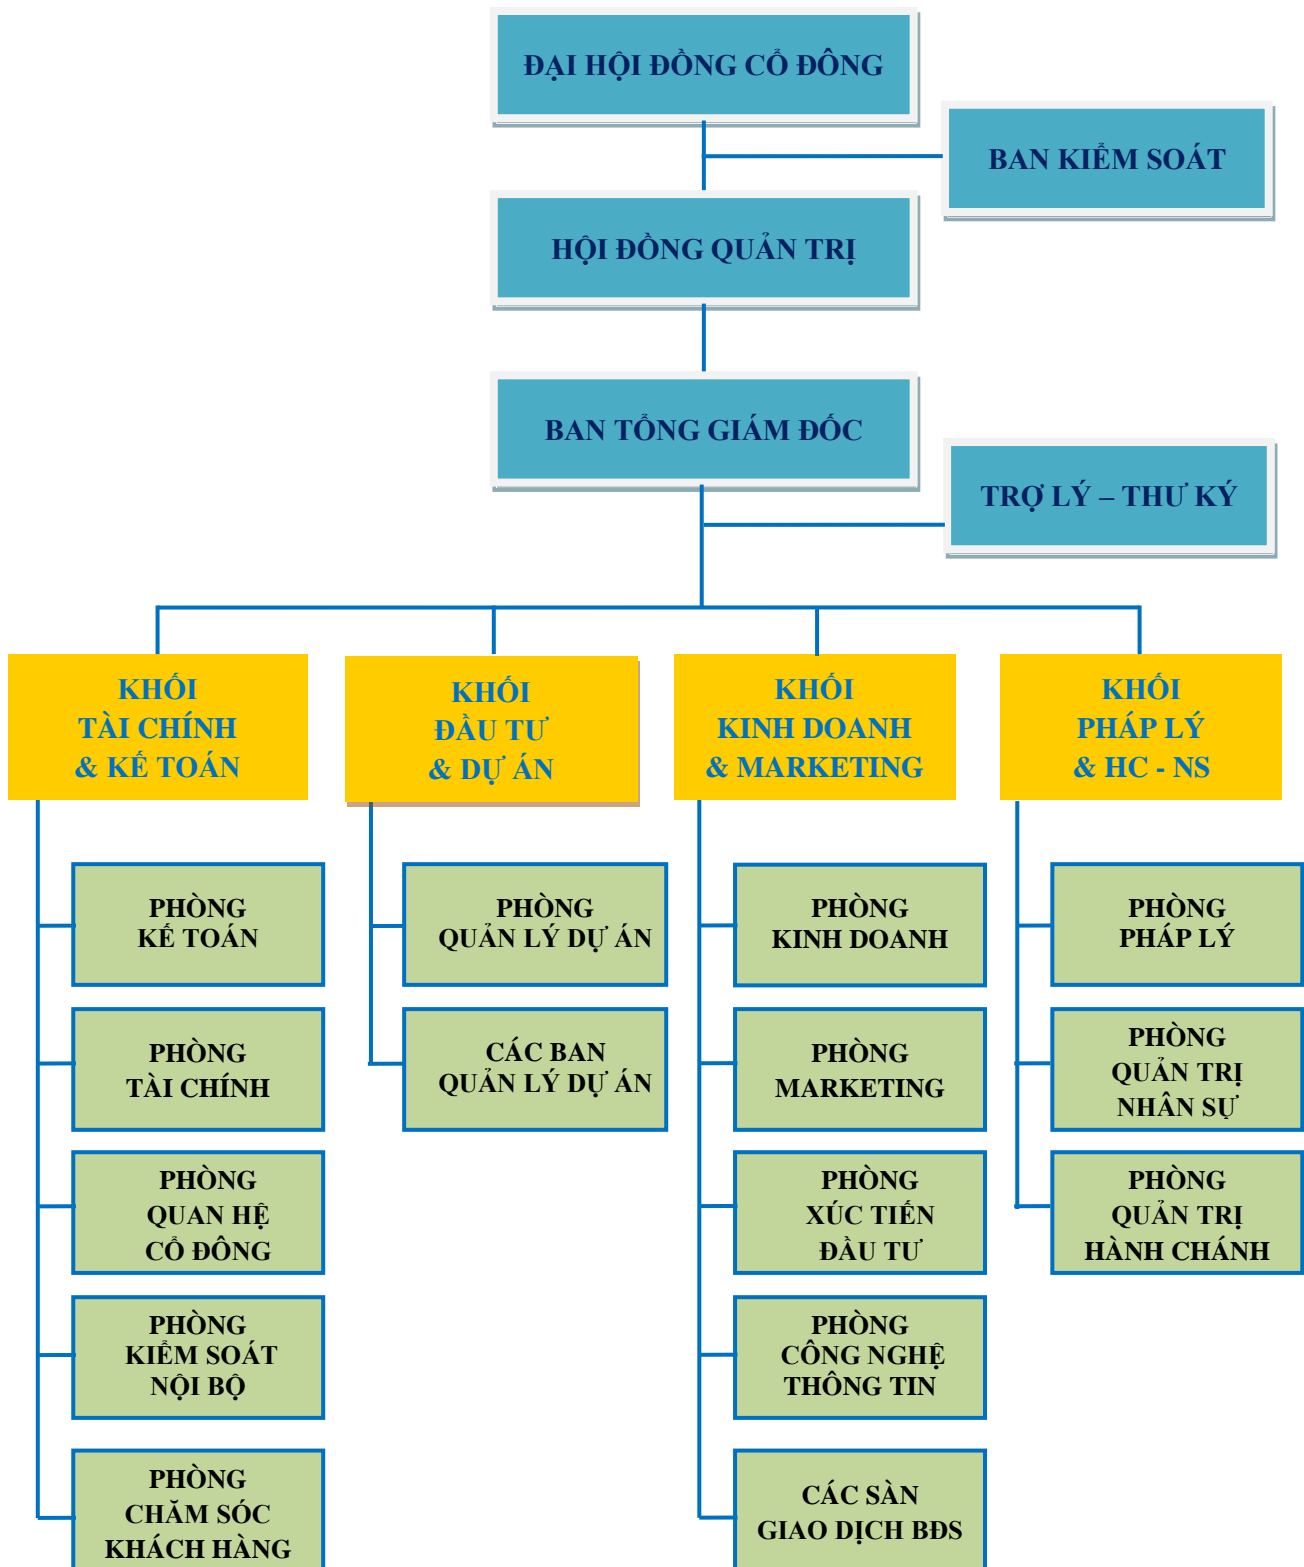 ĐẠI HỘI ĐỒNG CỔ ĐÔNG
BAN KIỂM SOÁT
HỘI ĐỒNG QUẢN TRỊ
BAN TỔNG GIÁM ĐỐC
TRỢ LÝ – THƯ KÝ
KHỐI
TÀI CHÍNH
& KẾ TOÁN
KHỐI
ĐẦU TƯ
& DỰ ÁN
KHỐI
KINH DOANH
& MARKETING
KHỐI
PHÁP LÝ
& HC - NS
PHÒNG
KẾ TOÁN
PHÒNG
TÀI CHÍNH
PHÒNG
QUAN HỆ
CỔ ĐÔNG
PHÒNG
KIỂM SOÁT
NỘI BỘ
PHÒNG
CHĂM SÓC
KHÁCH HÀNG
PHÒNG
QUẢN LÝ DỰ ÁN
CÁC BAN
QUẢN LÝ DỰ ÁN
PHÒNG
KINH DOANH
PHÒNG
MARKETING
PHÒNG
XÚC TIẾN
ĐẦU TƯ
PHÒNG
CÔNG NGHỆ
THÔNG TIN
CÁC SÀN
GIAO DỊCH BĐS
PHÒNG
PHÁP LÝ
PHÒNG
QUẢN TRỊ
NHÂN SỰ
PHÒNG
QUẢN TRỊ
HÀNH CHÁNH